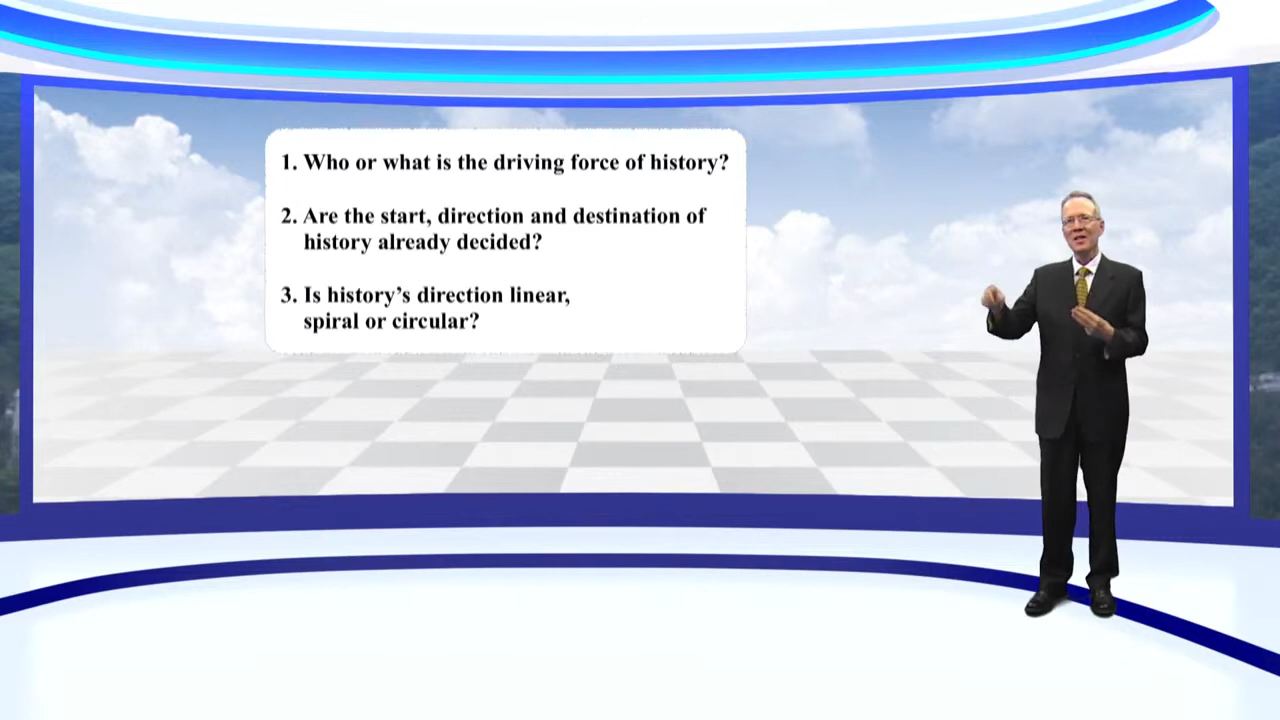 1. Who or what is the driving force of history?
2. Are the start, direction and destination of
history already decided?
3. Is history's direction linear,
spiral or circular?